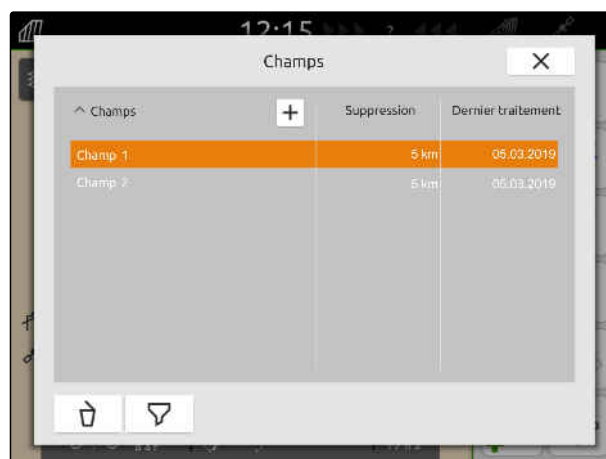 12:15
Champs
Champs + Suppression Dernier traitement
Champ 1 5 km 05.03.2019
Champ 2 5 km 05.03.2019